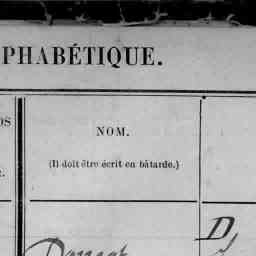 PHABÉTIQUE.
NOM.
(Il doit être écrit en bâtarde.)
D